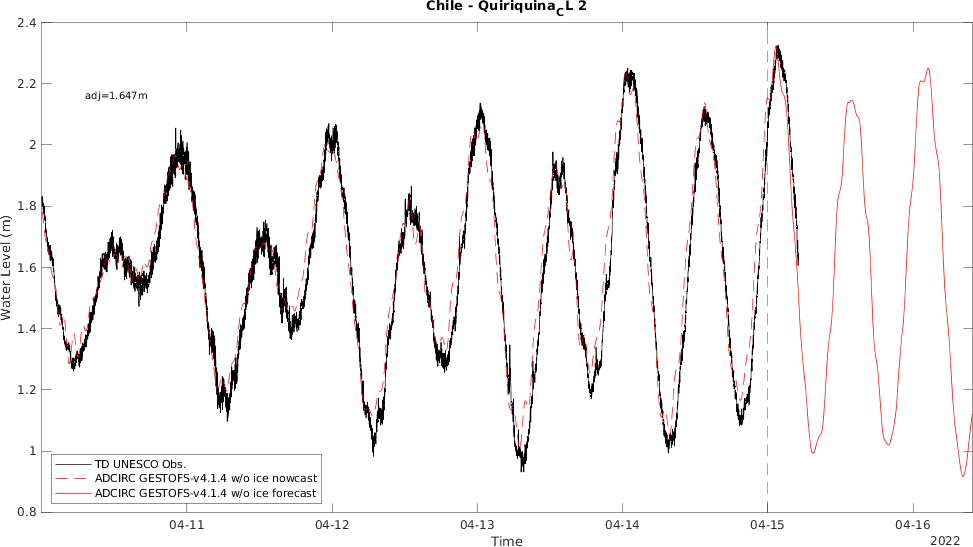 Chile - Quiriquina_CL 2
2.4
2.2
2
1.8
1.6
1.4
1.2
1
0.8
Water Level (m)
adj=1.647m
TD UNESCO Obs.
ADCIRC GESTOFS-v4.1.4 w/o ice nowcast
ADCIRC GESTOFS-v4.1.4 w/o ice forecast
04-11
04-12
04-13
04-14
04-15
04-16
Time
2022